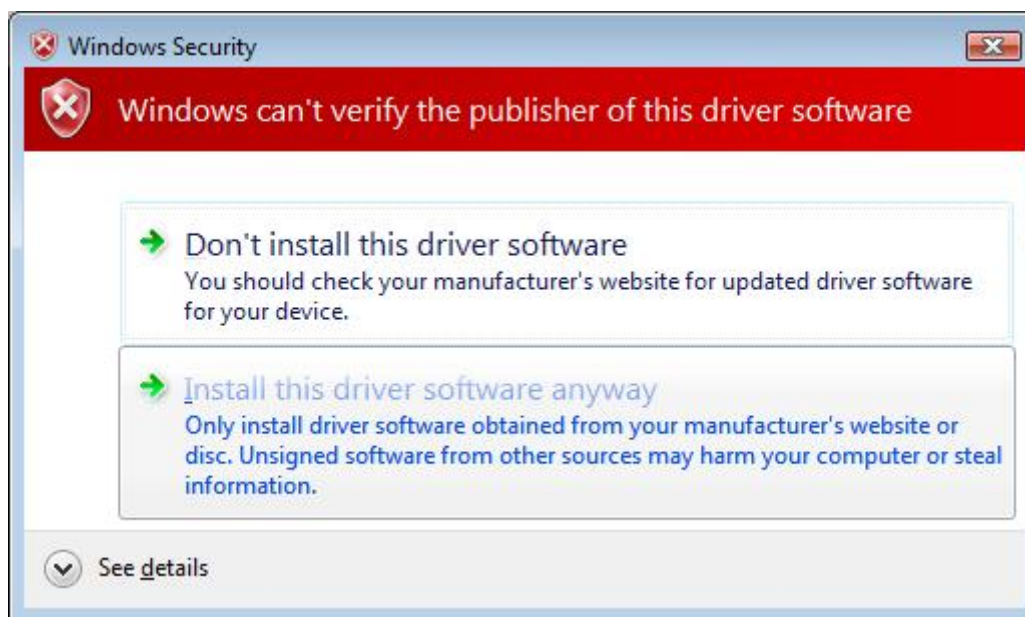 Windows Security
Windows can't verify the publisher of this driver software
Don't install this driver software
You should check your manufacturer's website for updated driver software
for your device.
Install this driver software anyway
Only install driver software obtained from your manufacturer's website or
disc. Unsigned software from other sources may harm your computer or steal
information.
See details